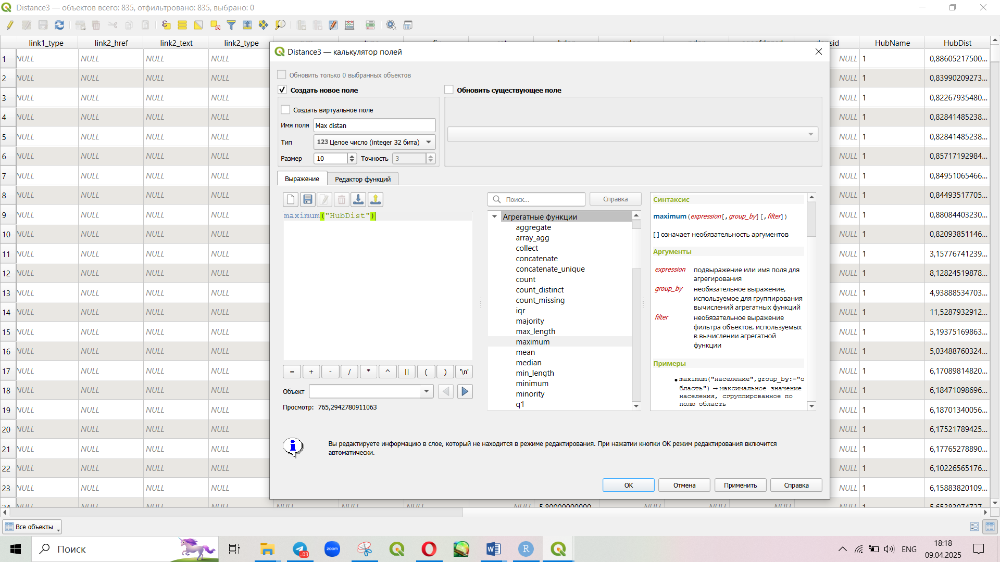 Distance3 — объектов всего: 835, отфильтровано: 835, выбрано: 0
link1_type link2_href link2_text link2_type HubName HubDist
Distance3 — калькулятор полей
Обновить только 0 выбранных объектов
Создать новое поле
Обновить существующее поле
Создать виртуальное поле
Имя поля Max distan
Тип 123 Целое число (integer 32 бита)
Размер 10 Точность 3
Выражение Редактор функций
maximum("HubDist")
= + - / * ^ || ( ) '\n'
Объект
Просмотр: 765,2942780911063
Поиск... Справка
Агрегатные функции
aggregate
array_agg
collect
concatenate
concatenate_unique
count
count_distinct
count_missing
iqr
majority
max_length
maximum
mean
median
min_length
minimum
minority
q1
Синтаксис
maximum(expression[,group_by][,filter])
[ ] означает необязательность аргументов
Аргументы
expression подвыражение или имя поля для
агрегирования
group_by необязательное выражение,
используемое для группирования
вычислений агрегатных функций
filter необязательное выражение
фильтра объектов, используемых
в вычислении агрегатной
функции
Примеры
maximum("население",group_by:="о
бласть") → максимальное значение
населения, сгруппированное по
полю область
Вы редактируете информацию в слое, который не находится в режиме редактирования. При нажатии кнопки OK режим редактирования включится
автоматически.
OK Отмена Применить Справка
1 NULL NULL NULL NULL NULL 1 0,88605217500...
2 NULL NULL NULL NULL NULL 1 0,83990209273...
3 NULL NULL NULL NULL NULL 1 0,82267935480...
4 NULL NULL NULL NULL NULL 1 0,82841485238...
5 NULL NULL NULL NULL NULL 1 0,82841485238...
6 NULL NULL NULL NULL NULL 1 0,85717192984...
7 NULL NULL NULL NULL NULL 1 0,84951065466...
8 NULL NULL NULL NULL NULL 1 0,84493517705...
9 NULL NULL NULL NULL NULL 1 0,88084403230...
10 NULL NULL NULL NULL NULL 1 0,82093851146...
11 NULL NULL NULL NULL NULL 1 3,15776741239...
12 NULL NULL NULL NULL NULL 1 8,12824519878...
13 NULL NULL NULL NULL NULL 1 4,93888534703...
14 NULL NULL NULL NULL NULL 1 11,5287932912...
15 NULL NULL NULL NULL NULL 1 5,19375169863...
16 NULL NULL NULL NULL NULL 1 5,03488760324...
17 NULL NULL NULL NULL NULL 1 6,17089814820...
18 NULL NULL NULL NULL NULL 1 6,18471098696...
19 NULL NULL NULL NULL NULL 1 6,18701340056...
20 NULL NULL NULL NULL NULL 1 6,17521789425...
21 NULL NULL NULL NULL NULL 1 6,17765278890...
22 NULL NULL NULL NULL NULL 1 6,10226565176...
23 NULL NULL NULL NULL NULL 1 6,15883820109...
Все объекты
Поиск
.03
zoom
W
R
ENG
18:18
09.04.2025